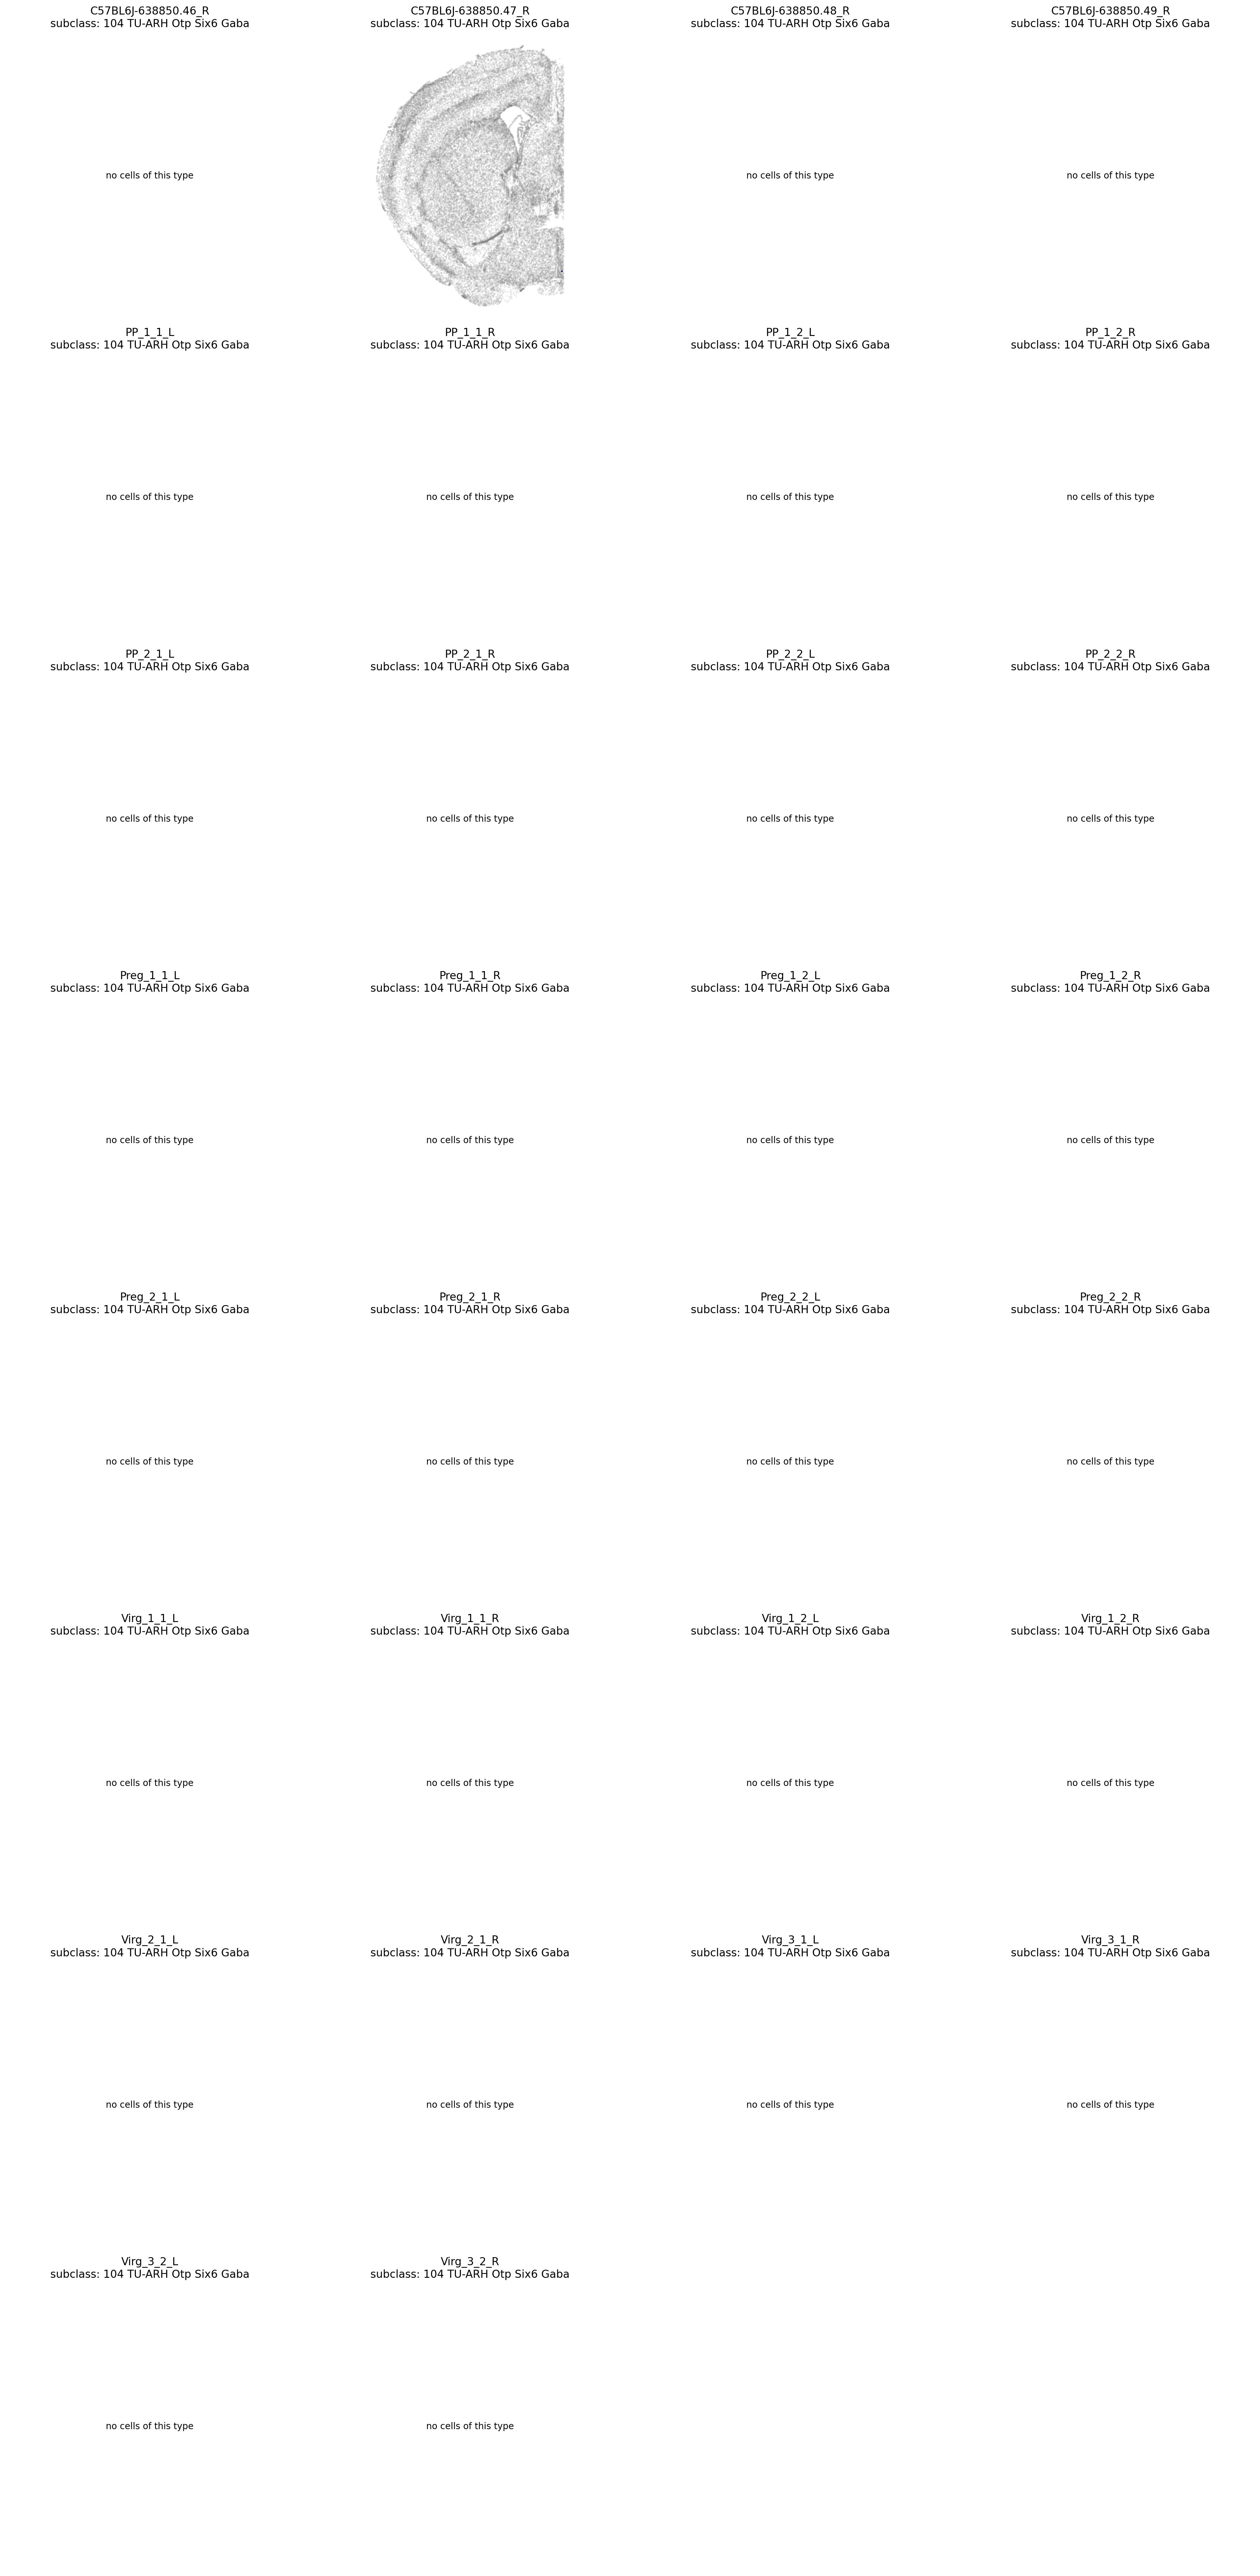 C57BL6J-638850.46_R
subclass: 104 TU-ARH Otp Six6 Gaba
C57BL6J-638850.47_R
subclass: 104 TU-ARH Otp Six6 Gaba
C57BL6J-638850.48_R
subclass: 104 TU-ARH Otp Six6 Gaba
C57BL6J-638850.49_R
subclass: 104 TU-ARH Otp Six6 Gaba
no cells of this type
no cells of this type
no cells of this type
PP_1_1_L
subclass: 104 TU-ARH Otp Six6 Gaba
PP_1_1_R
subclass: 104 TU-ARH Otp Six6 Gaba
PP_1_2_L
subclass: 104 TU-ARH Otp Six6 Gaba
PP_1_2_R
subclass: 104 TU-ARH Otp Six6 Gaba
no cells of this type
no cells of this type
no cells of this type
no cells of this type
PP_2_1_L
subclass: 104 TU-ARH Otp Six6 Gaba
PP_2_1_R
subclass: 104 TU-ARH Otp Six6 Gaba
PP_2_2_L
subclass: 104 TU-ARH Otp Six6 Gaba
PP_2_2_R
subclass: 104 TU-ARH Otp Six6 Gaba
no cells of this type
no cells of this type
no cells of this type
no cells of this type
Preg_1_1_L
subclass: 104 TU-ARH Otp Six6 Gaba
Preg_1_1_R
subclass: 104 TU-ARH Otp Six6 Gaba
Preg_1_2_L
subclass: 104 TU-ARH Otp Six6 Gaba
Preg_1_2_R
subclass: 104 TU-ARH Otp Six6 Gaba
no cells of this type
no cells of this type
no cells of this type
no cells of this type
Preg_2_1_L
subclass: 104 TU-ARH Otp Six6 Gaba
Preg_2_1_R
subclass: 104 TU-ARH Otp Six6 Gaba
Preg_2_2_L
subclass: 104 TU-ARH Otp Six6 Gaba
Preg_2_2_R
subclass: 104 TU-ARH Otp Six6 Gaba
no cells of this type
no cells of this type
no cells of this type
no cells of this type
Virg_1_1_L
subclass: 104 TU-ARH Otp Six6 Gaba
Virg_1_1_R
subclass: 104 TU-ARH Otp Six6 Gaba
Virg_1_2_L
subclass: 104 TU-ARH Otp Six6 Gaba
Virg_1_2_R
subclass: 104 TU-ARH Otp Six6 Gaba
no cells of this type
no cells of this type
no cells of this type
no cells of this type
Virg_2_1_L
subclass: 104 TU-ARH Otp Six6 Gaba
Virg_2_1_R
subclass: 104 TU-ARH Otp Six6 Gaba
Virg_3_1_L
subclass: 104 TU-ARH Otp Six6 Gaba
Virg_3_1_R
subclass: 104 TU-ARH Otp Six6 Gaba
no cells of this type
no cells of this type
no cells of this type
no cells of this type
Virg_3_2_L
subclass: 104 TU-ARH Otp Six6 Gaba
Virg_3_2_R
subclass: 104 TU-ARH Otp Six6 Gaba
no cells of this type
no cells of this type